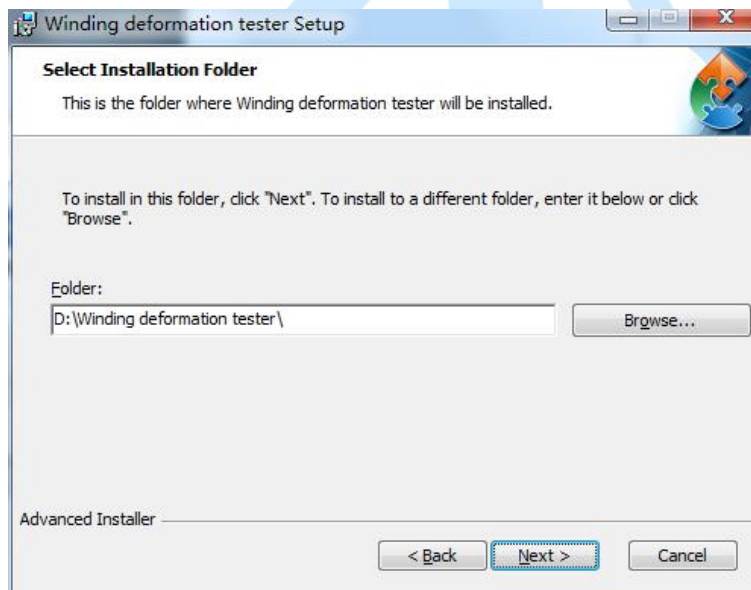 Winding deformation tester Setup
Select Installation Folder
This is the folder where Winding deformation tester will be installed.
To install in this folder, click "Next". To install to a different folder, enter it below or click
"Browse".
Folder:
D:\Winding deformation tester\
Browse...
Advanced Installer
< Back
Next >
Cancel